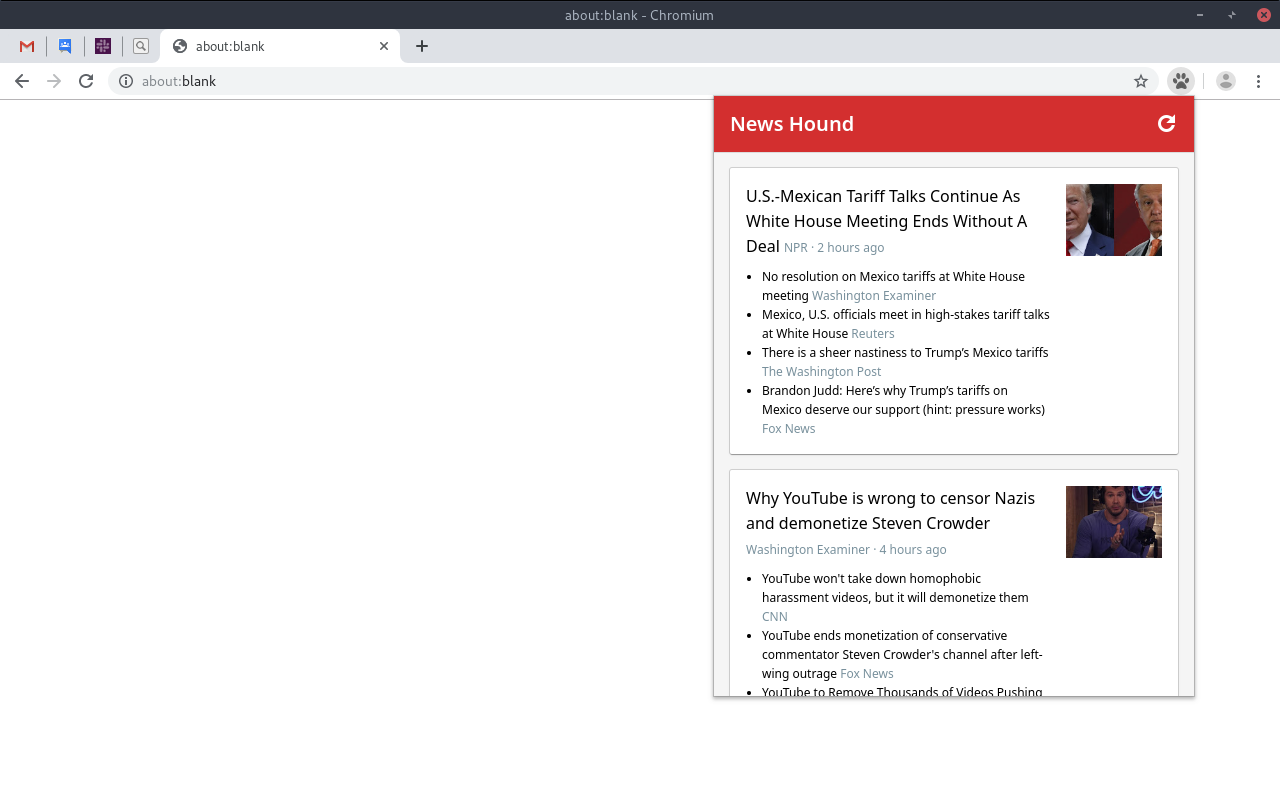 about:blank - Chromium
about:blank
about:blank
News Hound
U.S.-Mexican Tariff Talks Continue As
White House Meeting Ends Without A
Deal NPR · 2 hours ago
No resolution on Mexico tariffs at White House
meeting Washington Examiner
Mexico, U.S. officials meet in high-stakes tariff talks
at White House Reuters
There is a sheer nastiness to Trump’s Mexico tariffs
The Washington Post
Brandon Judd: Here’s why Trump’s tariffs on
Mexico deserve our support (hint: pressure works)
Fox News
Why YouTube is wrong to censor Nazis
and demonetize Steven Crowder
Washington Examiner · 4 hours ago
YouTube won't take down homophobic
harassment videos, but it will demonetize them
CNN
YouTube ends monetization of conservative
commentator Steven Crowder's channel after left-
wing outrage Fox News
YouTube to Remove Thousands of Videos Pushing